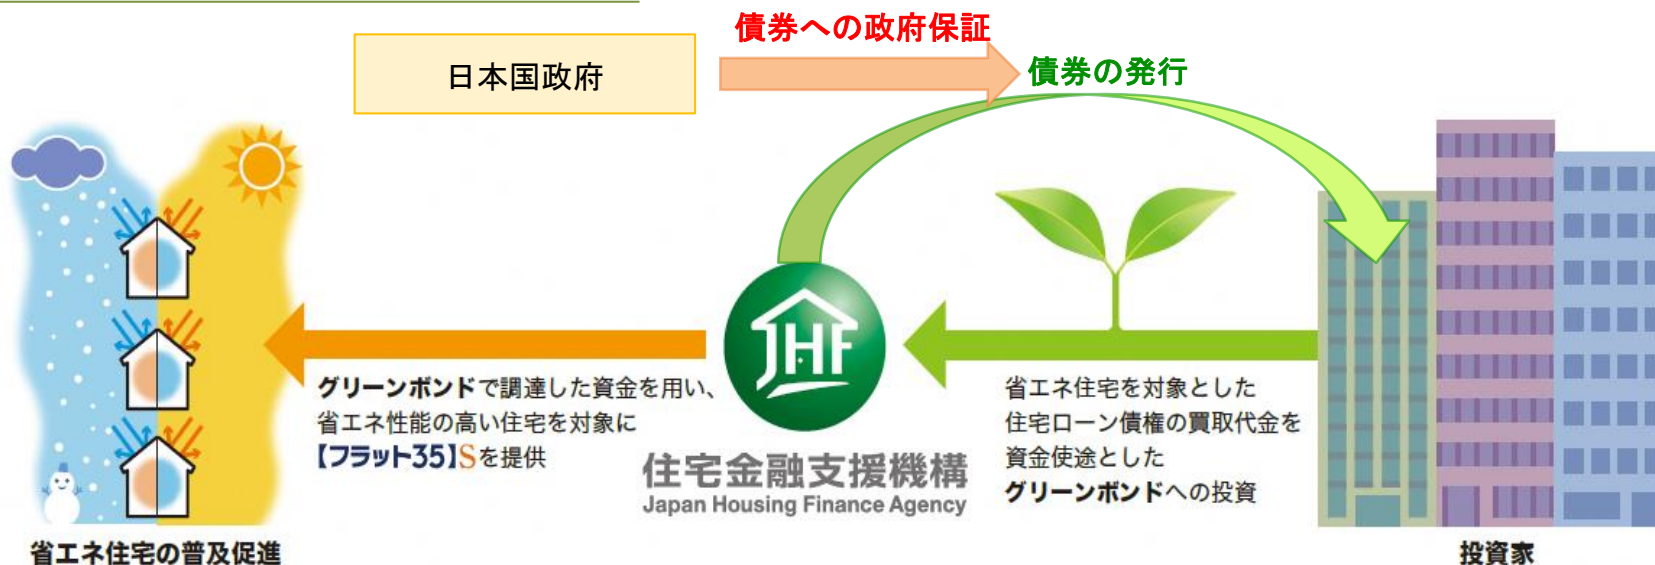 債券への政府保証
日本国政府
債券の発行
グリーンボンドで調達した資金を用い、
省エネ性能の高い住宅を対象に
【フラット35】Sを提供
JHF
住宅金融支援機構
Japan Housing Finance Agency
省エネ住宅を対象とした
住宅ローン債権の買取代金を
資金使途とした
グリーンボンドへの投資
省エネ住宅の普及促進
投資家